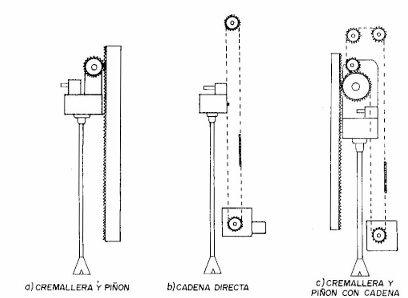 a) CREMALLERA Y PIÑON
b) CADENA DIRECTA
c) CREMALLERA Y
PIÑON CON CADENA